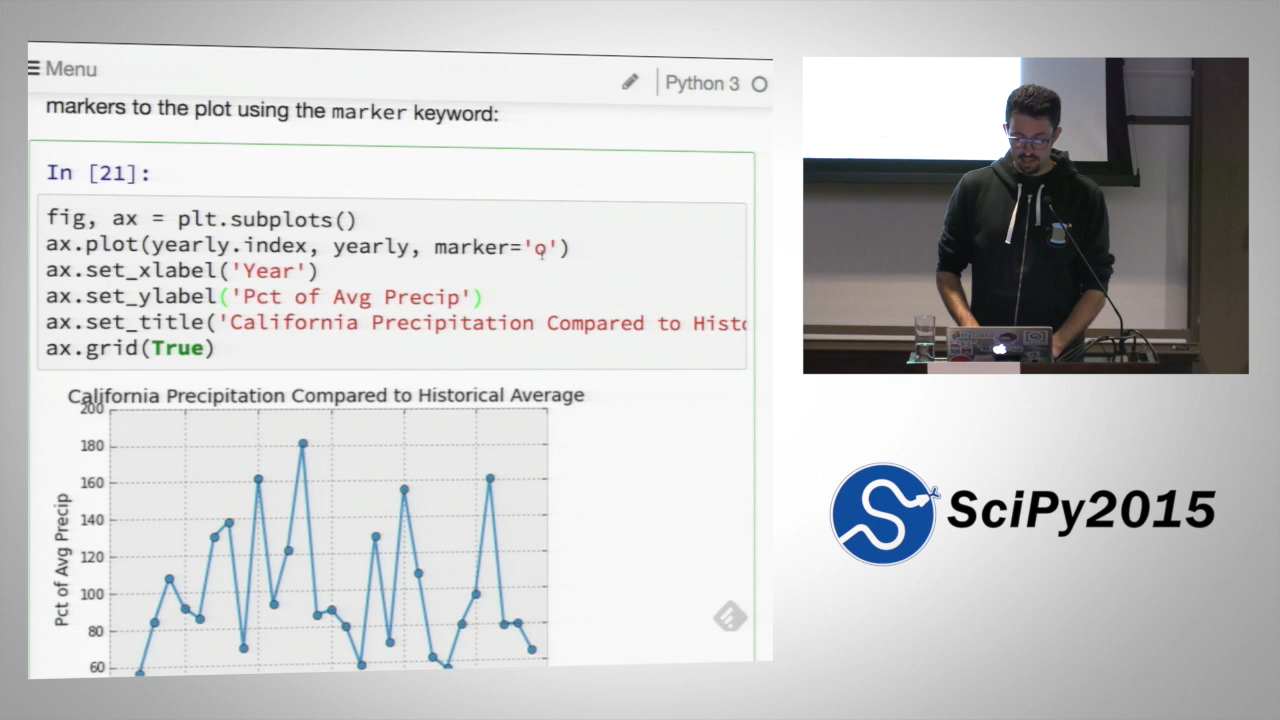 Menu
Python 3
markers to the plot using the marker keyword:
In [21]:
fig, ax = plt.subplots()
ax.plot(yearly.index, yearly, marker='o')
ax.set_xlabel('Year')
ax.set_ylabel('Pct of Avg Precip')
ax.set_title('California Precipitation Compared to Histo
ax.grid(True)
California Precipitation Compared to Historical Average
200
180
160
140
120
100
80
60
Pct of Avg Precip
SciPy2015